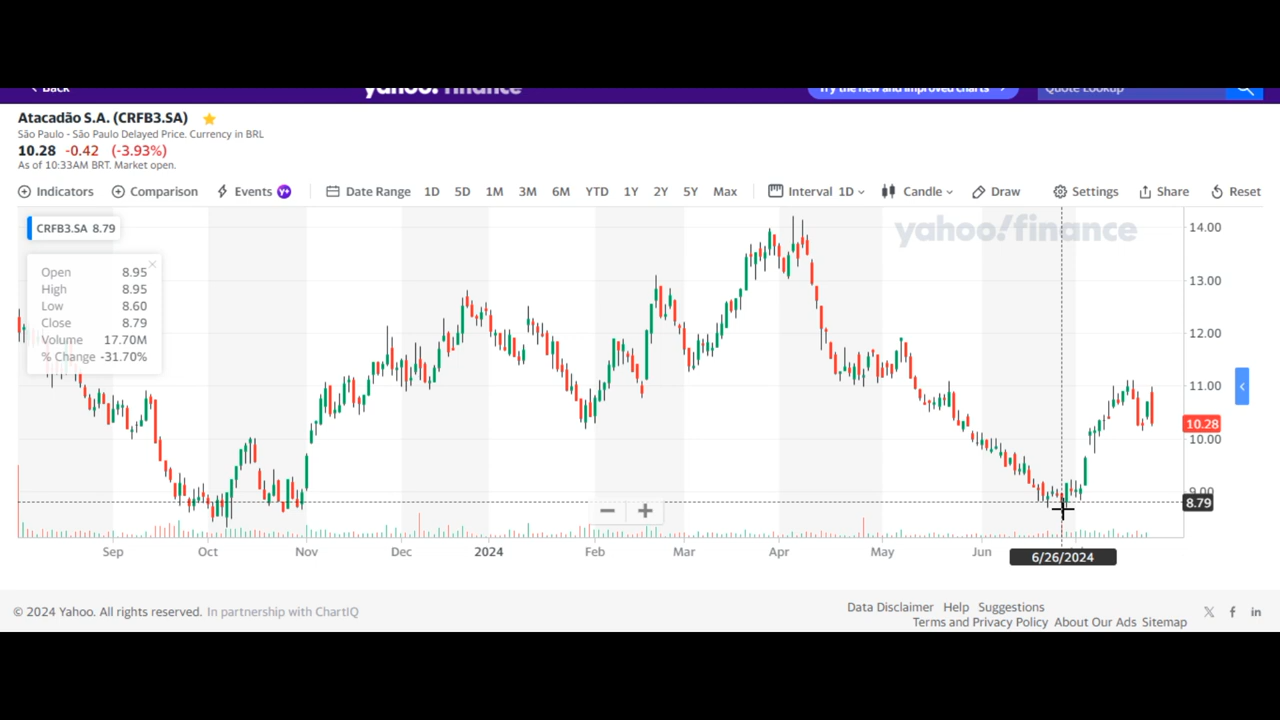 Back
yahoo! finance
Try the new and improved charts
Quote Lookup
Atacadão S.A. (CRFB3.SA)
São Paulo - São Paulo Delayed Price. Currency in BRL
10.28 -0.42 (-3.93%)
As of 10:33AM BRT. Market open.
Indicators Comparison Events Y+ Date Range 1D 5D 1M 3M 6M YTD 1Y 2Y 5Y Max Interval 1D Candle Draw Settings Share Reset
CRFB3.SA 8.79
yahoo!finance
Open 8.95
High 8.95
Low 8.60
Close 8.79
Volume 17.70M
% Change -31.70%
14.00
13.00
12.00
11.00
10.28
10.00
9.00
8.79
Sep Oct Nov Dec 2024 Feb Mar Apr May Jun
6/26/2024
© 2024 Yahoo. All rights reserved. In partnership with ChartIQ
Data Disclaimer Help Suggestions
Terms and Privacy Policy About Our Ads Sitemap